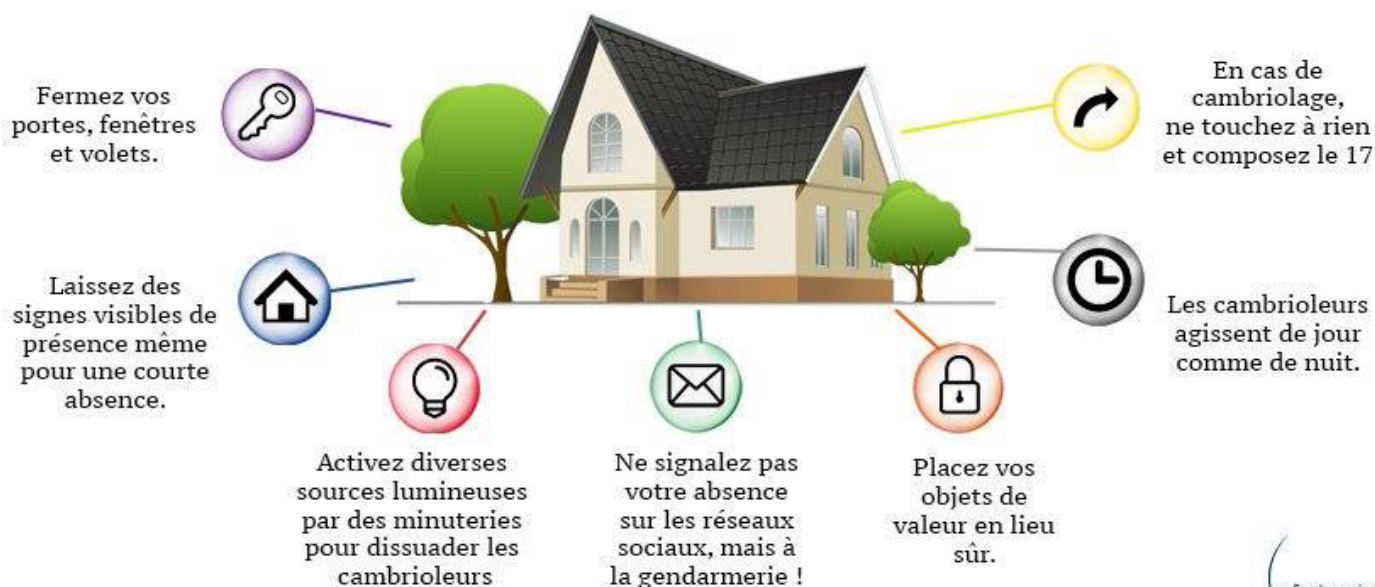 Fermez vos
portes, fenêtres
et volets.
Laissez des
signes visibles de
présence même
pour une courte
absence.
Activez diverses
sources lumineuses
par des minuteries
pour dissuader les
cambrioleurs
Ne signalez pas
votre absence
sur les réseaux
sociaux, mais à
la gendarmerie !
Placez vos
objets de
valeur en lieu
sûr.
Les cambrioleurs
agissent de jour
comme de nuit.
En cas de
cambriolage,
ne touchez à rien
et composez le 17